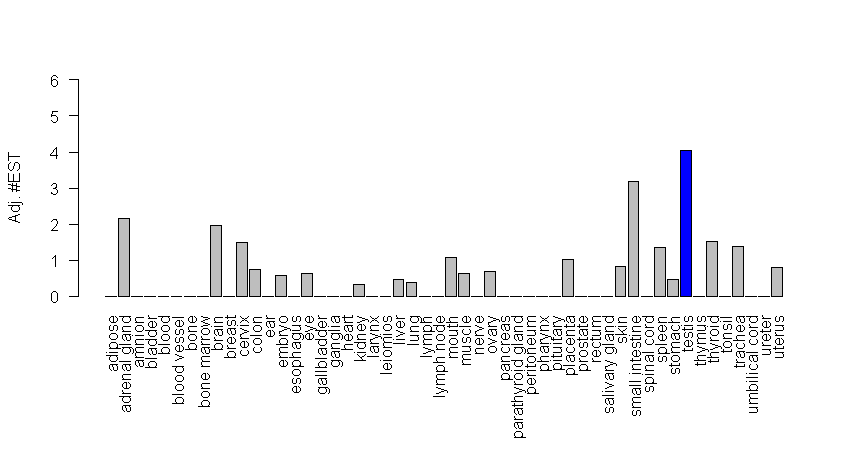 Adj. #EST
6
5
4
3
2
1
0
adipose
adrenal gland
amnion
bladder
blood
blood vessel
bone
bone marrow
brain
breast
cervix
colon
ear
embryo
esophagus
eye
gallbladder
ganglia
heart
kidney
larynx
leiomios
liver
lung
lymph
lymph node
mouth
muscle
nerve
ovary
pancreas
parathyroid gland
peritoneum
pharynx
pituitary
placenta
prostate
rectum
salivary gland
skin
small intestine
spinal cord
spleen
stomach
testis
thymus
thyroid
tonsil
trachea
umbilical cord
ureter
uterus